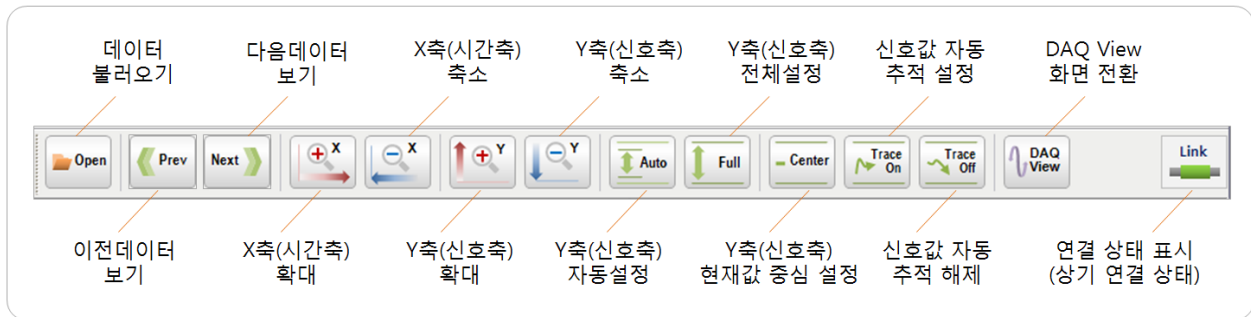 데이터
불러오기
다음데이터
보기
X축(시간축)
축소
Y축(신호축)
축소
Y축(신호축)
전체설정
신호값 자동
추적 설정
DAQ View
화면 전환
Open
Prev
Next
X
X
Y
Y
Auto
Full
Center
Trace
On
Trace
Off
DAQ
View
Link
이전데이터
보기
X축(시간축)
확대
Y축(신호축)
확대
Y축(신호축)
자동설정
Y축(신호축)
현재값 중심 설정
신호값 자동
추적 해제
연결 상태 표시
(상기 연결 상태)